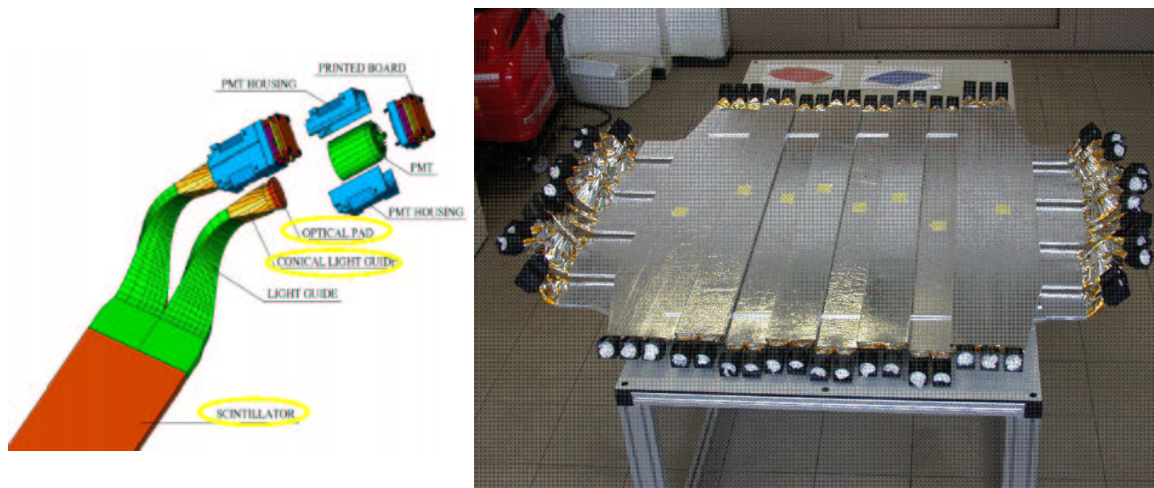 PRINTED BOARD
PMT HOUSING
PMT
PMT HOUSING
OPTICAL PAD
CONICAL LIGHT GUIDE
LIGHT GUIDE
SCINTILLATOR